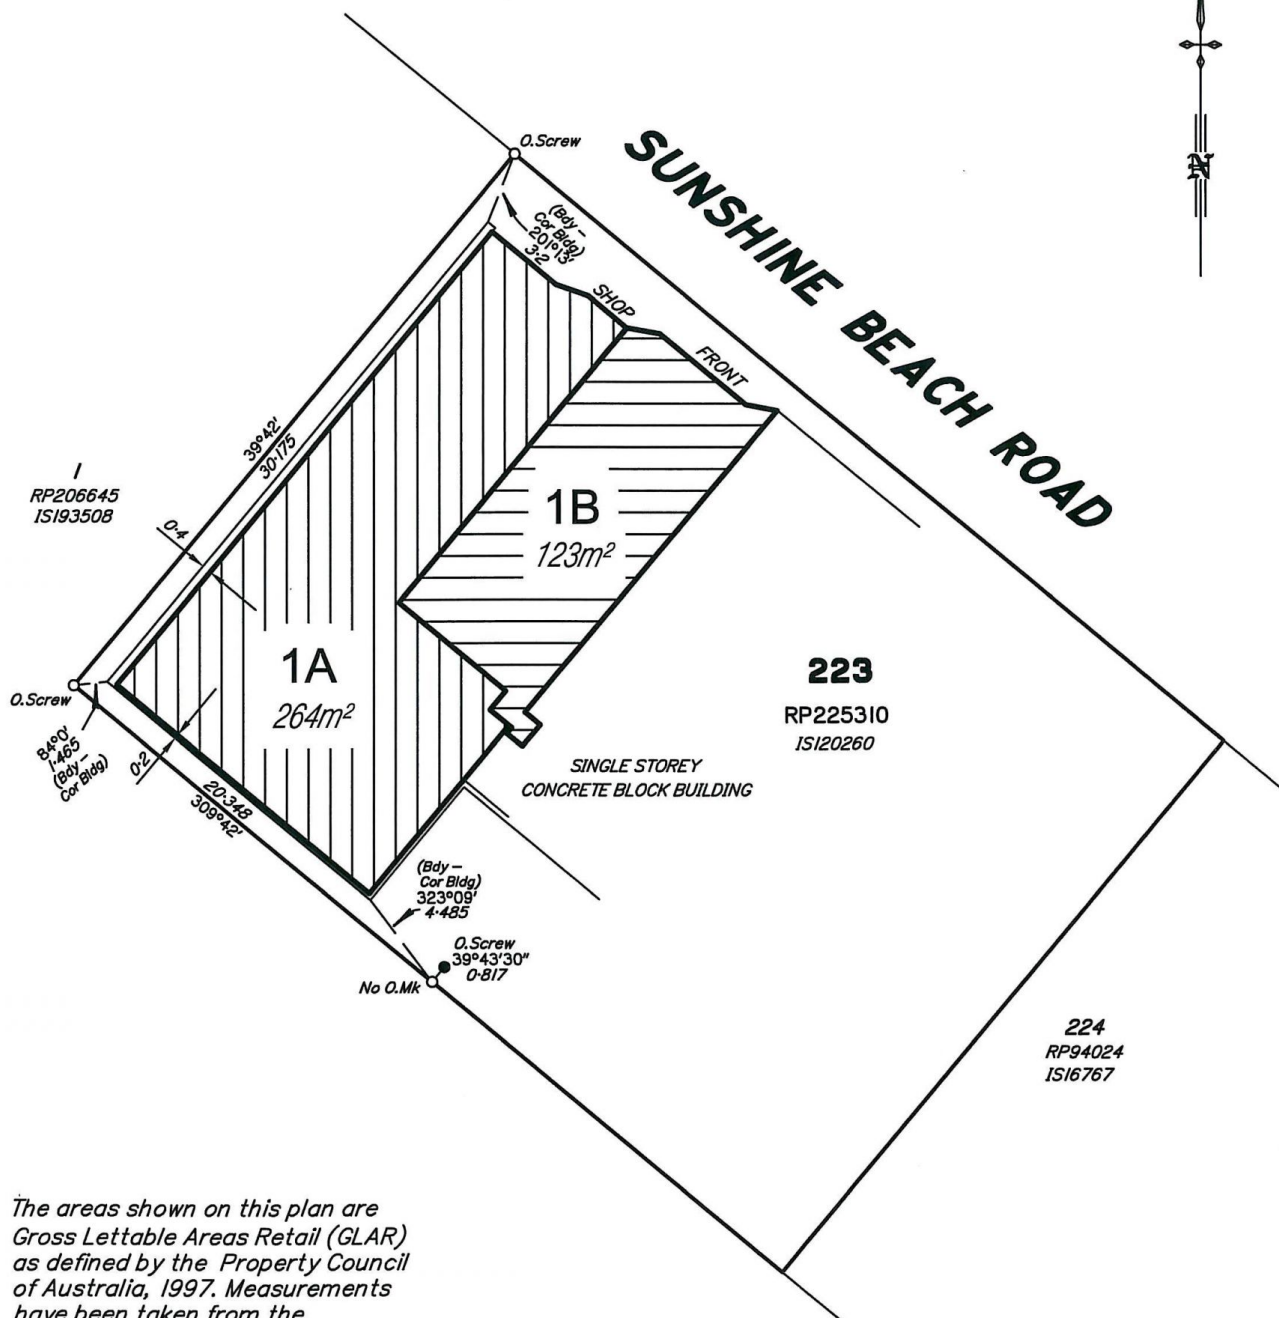 N
O.Screw
SUNSHINE BEACH ROAD
(Bdy –
Cor Bldg)
201°13'
3·2
SHOP
FRONT
39°42'
30·175
1
RP206645
IS193508
0·4
1B
123m²
1A
264m²
223
RP225310
IS120260
O.Screw
84°0'
1·465
(Bdy –
Cor Bldg)
0·2
20·348
309°42'
SINGLE STOREY
CONCRETE BLOCK BUILDING
(Bdy –
Cor Bldg)
323°09'
4·485
O.Screw
39°43'30"
0·817
No O.Mk
224
RP94024
IS16767
The areas shown on this plan are
Gross Lettable Areas Retail (GLAR)
as defined by the Property Council
of Australia, 1997. Measurements
have been taken from the